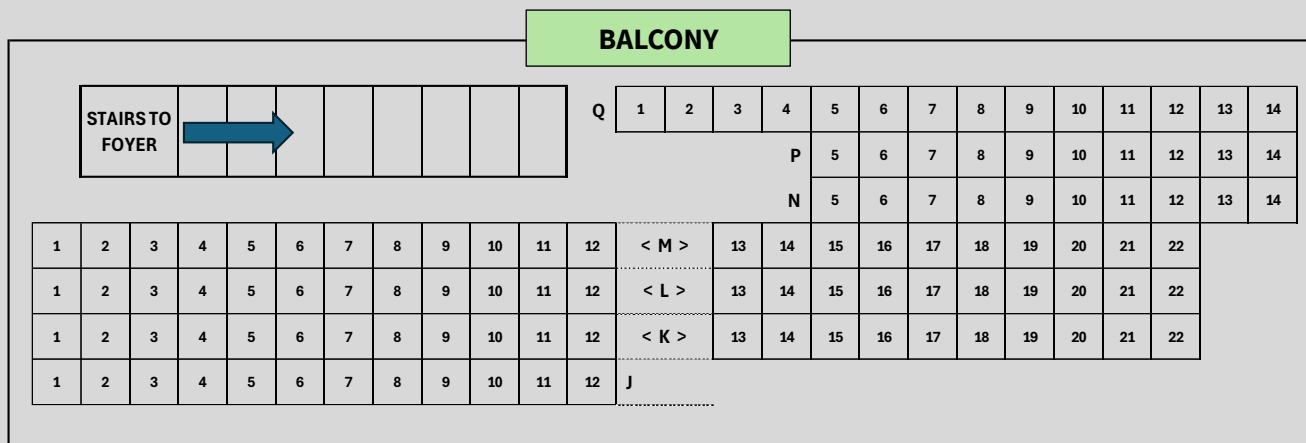 BALCONY
STAIRS TO
FOYER
Q 1 2 3 4 5 6 7 8 9 10 11 12 13 14
P 5 6 7 8 9 10 11 12 13 14
N 5 6 7 8 9 10 11 12 13 14
1 2 3 4 5 6 7 8 9 10 11 12 < M > 13 14 15 16 17 18 19 20 21 22
1 2 3 4 5 6 7 8 9 10 11 12 < L > 13 14 15 16 17 18 19 20 21 22
1 2 3 4 5 6 7 8 9 10 11 12 < K > 13 14 15 16 17 18 19 20 21 22
1 2 3 4 5 6 7 8 9 10 11 12 J